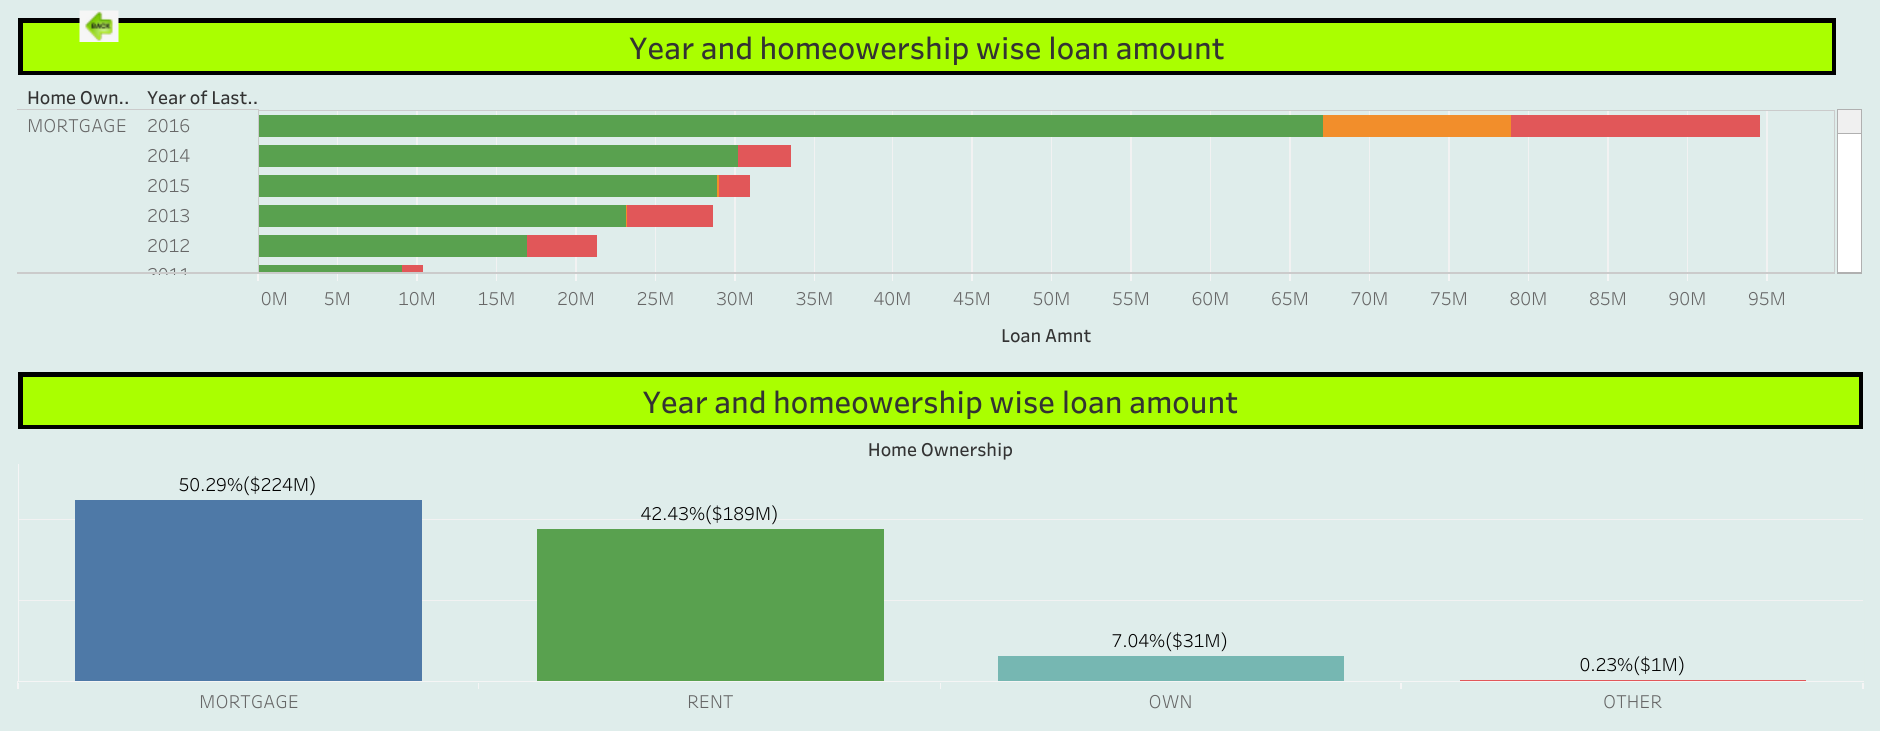 BACK
Year and homeowership wise loan amount
Home Own.. Year of Last..
MORTGAGE 2016
2014
2015
2013
2012
2011
0M 5M 10M 15M 20M 25M 30M 35M 40M 45M 50M 55M 60M 65M 70M 75M 80M 85M 90M 95M
Loan Amnt
Year and homeowership wise loan amount
Home Ownership
50.29%($224M)
42.43%($189M)
7.04%($31M)
0.23%($1M)
MORTGAGE RENT OWN OTHER